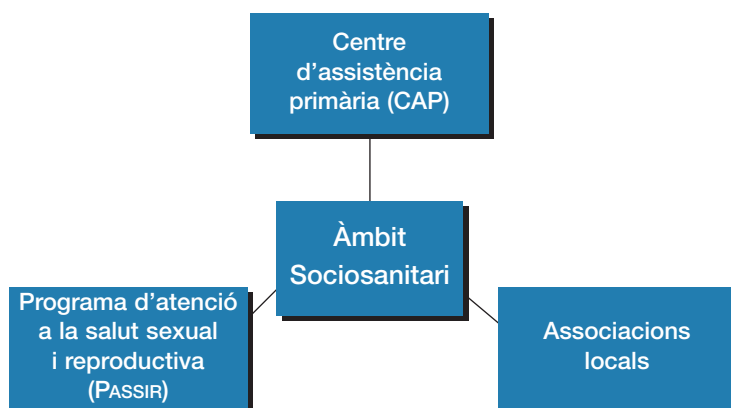 Centre
d'assistència
primària (CAP)
Àmbit
Sociosanitari
Programa d'atenció
a la salut sexual
i reproductiva
(PASSIR)
Associacions
locals